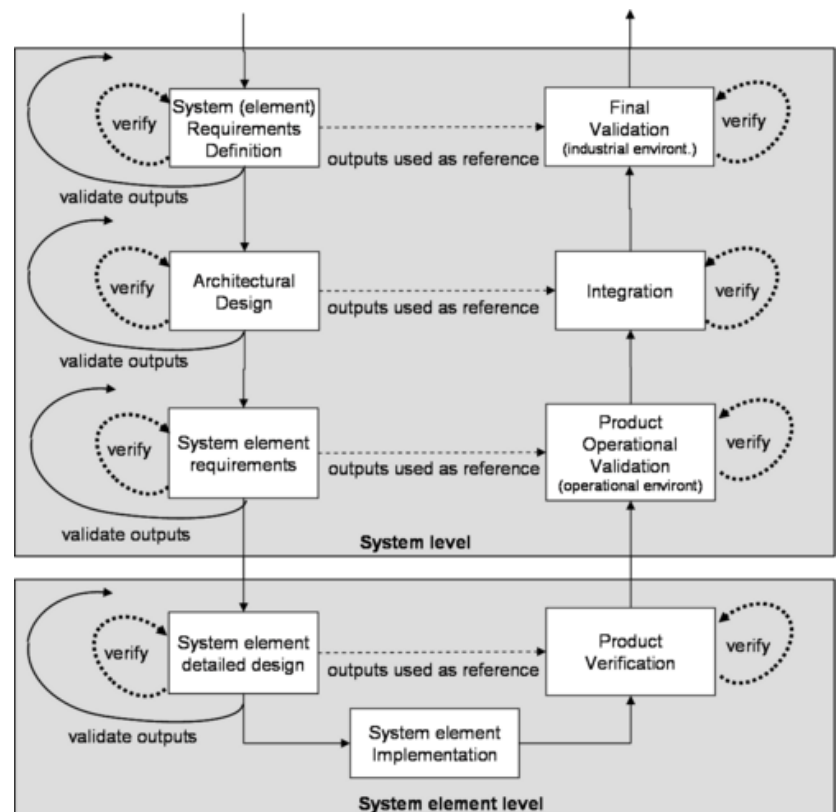 System (element)
Requirements
Definition
verify
validate outputs
outputs used as reference
Final
Validation
(industrial environt.)
verify
Architectural
Design
verify
validate outputs
outputs used as reference
Integration
verify
System element
requirements
verify
validate outputs
outputs used as reference
Product
Operational
Validation
(operational environt)
verify
System level
System element
detailed design
verify
validate outputs
outputs used as reference
Product
Verification
verify
System element
Implementation
System element level